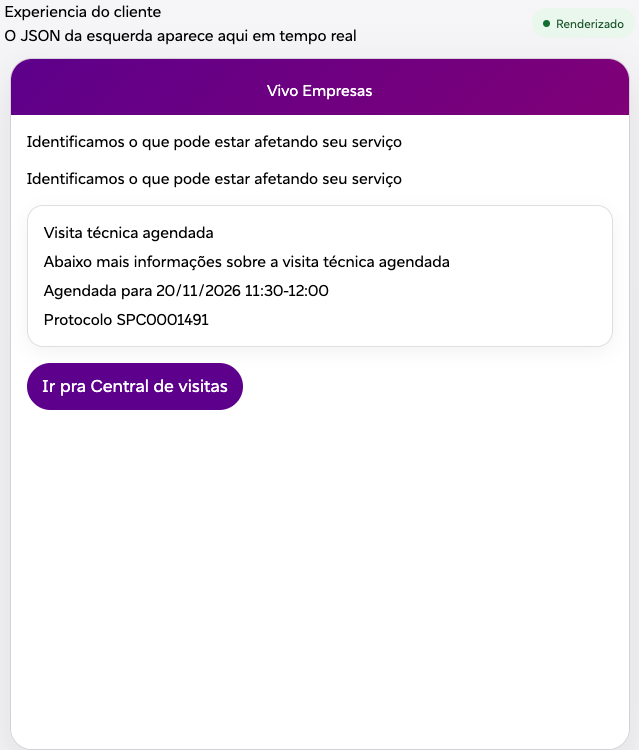 Experiencia do cliente
O JSON da esquerda aparece aqui em tempo real
Renderizado
Vivo Empresas
Identificamos o que pode estar afetando seu serviço
Identificamos o que pode estar afetando seu serviço
Visita técnica agendada
Abaixo mais informações sobre a visita técnica agendada
Agendada para 20/11/2026 11:30-12:00
Protocolo SPC0001491
Ir pra Central de visitas